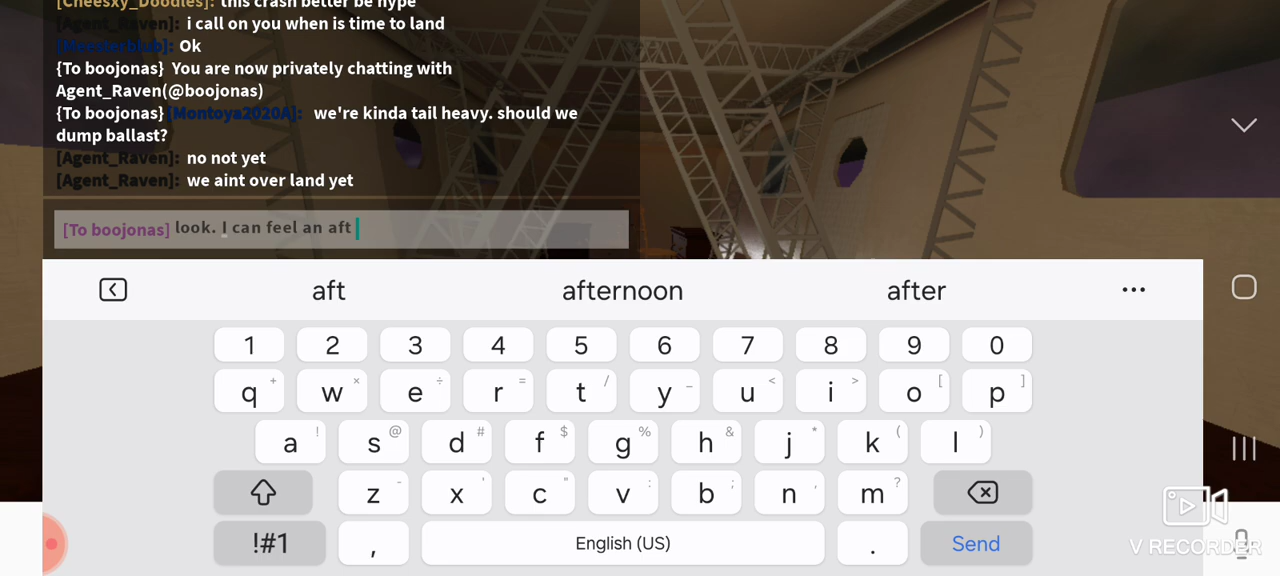 [Cheesxy_Doodles]: this crash better be hype
[Agent_Raven]: i call on you when is time to land
[Meesterblub]: Ok
{To boojonas} You are now privately chatting with
Agent_Raven(@boojonas)
{To boojonas} [Montoya2020A]: we're kinda tail heavy. should we
dump ballast?
[Agent_Raven]: no not yet
[Agent_Raven]: we aint over land yet
[To boojonas] look. I can feel an aft
aft afternoon after ...
1 2 3 4 5 6 7 8 9 0
q + w × e ÷ r = t / y _ u < i > o [ p ]
a ! s @ d # f $ g % h & j * k ( l )
z - x ' c " v : b ; n , m ?
!#1 , English (US) . Send
V RECORDER